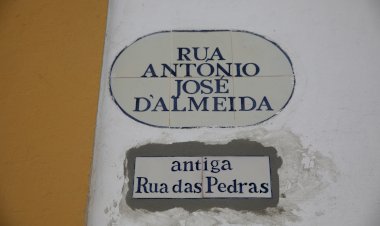 RUA
ANTÓNIO
JOSÉ
D'ALMEIDA
antiga
Rua das Pedras